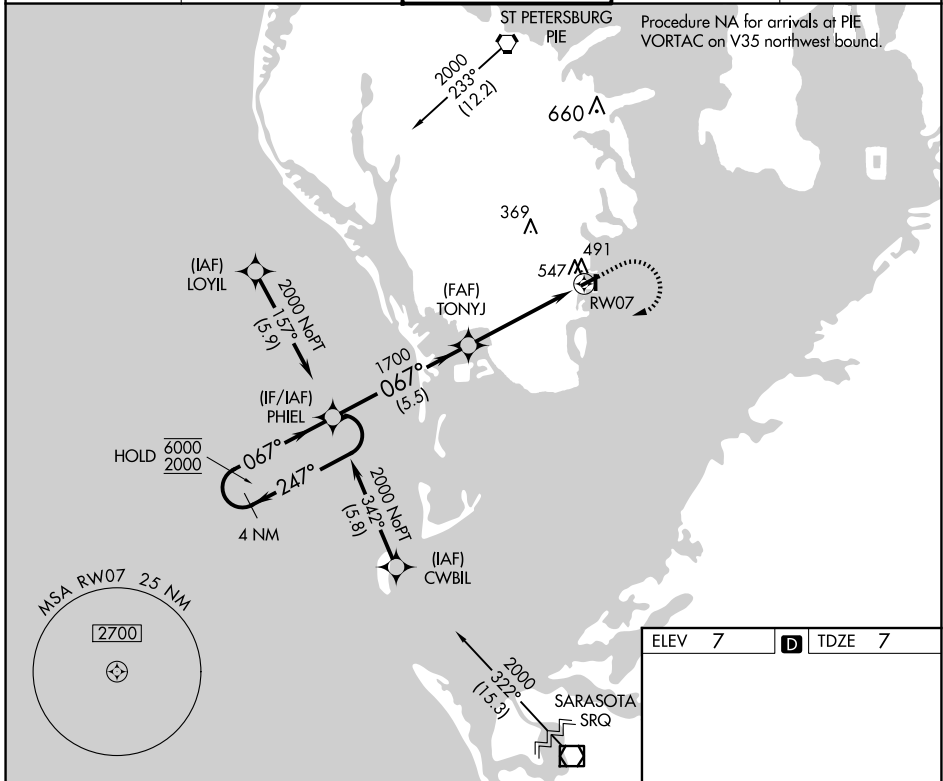 ST PETERSBURG
PIE
Procedure NA for arrivals at PIE
VORTAC on V35 northwest bound.
2000
233°
(12.2)
660
369
491
547
RW07
(IAF)
LOYIL
2000 NoPT
157°
(5.9)
(FAF)
TONYJ
1700
067°
(5.5)
(IF/IAF)
PHIEL
HOLD
6000
2000
067°
247°
4 NM
2000 NoPT
342°
(5.8)
(IAF)
CWBIL
MSA RW07 25 NM
2700
2000
322°
(15.3)
SARASOTA
SRQ
ELEV 7 D TDZE 7